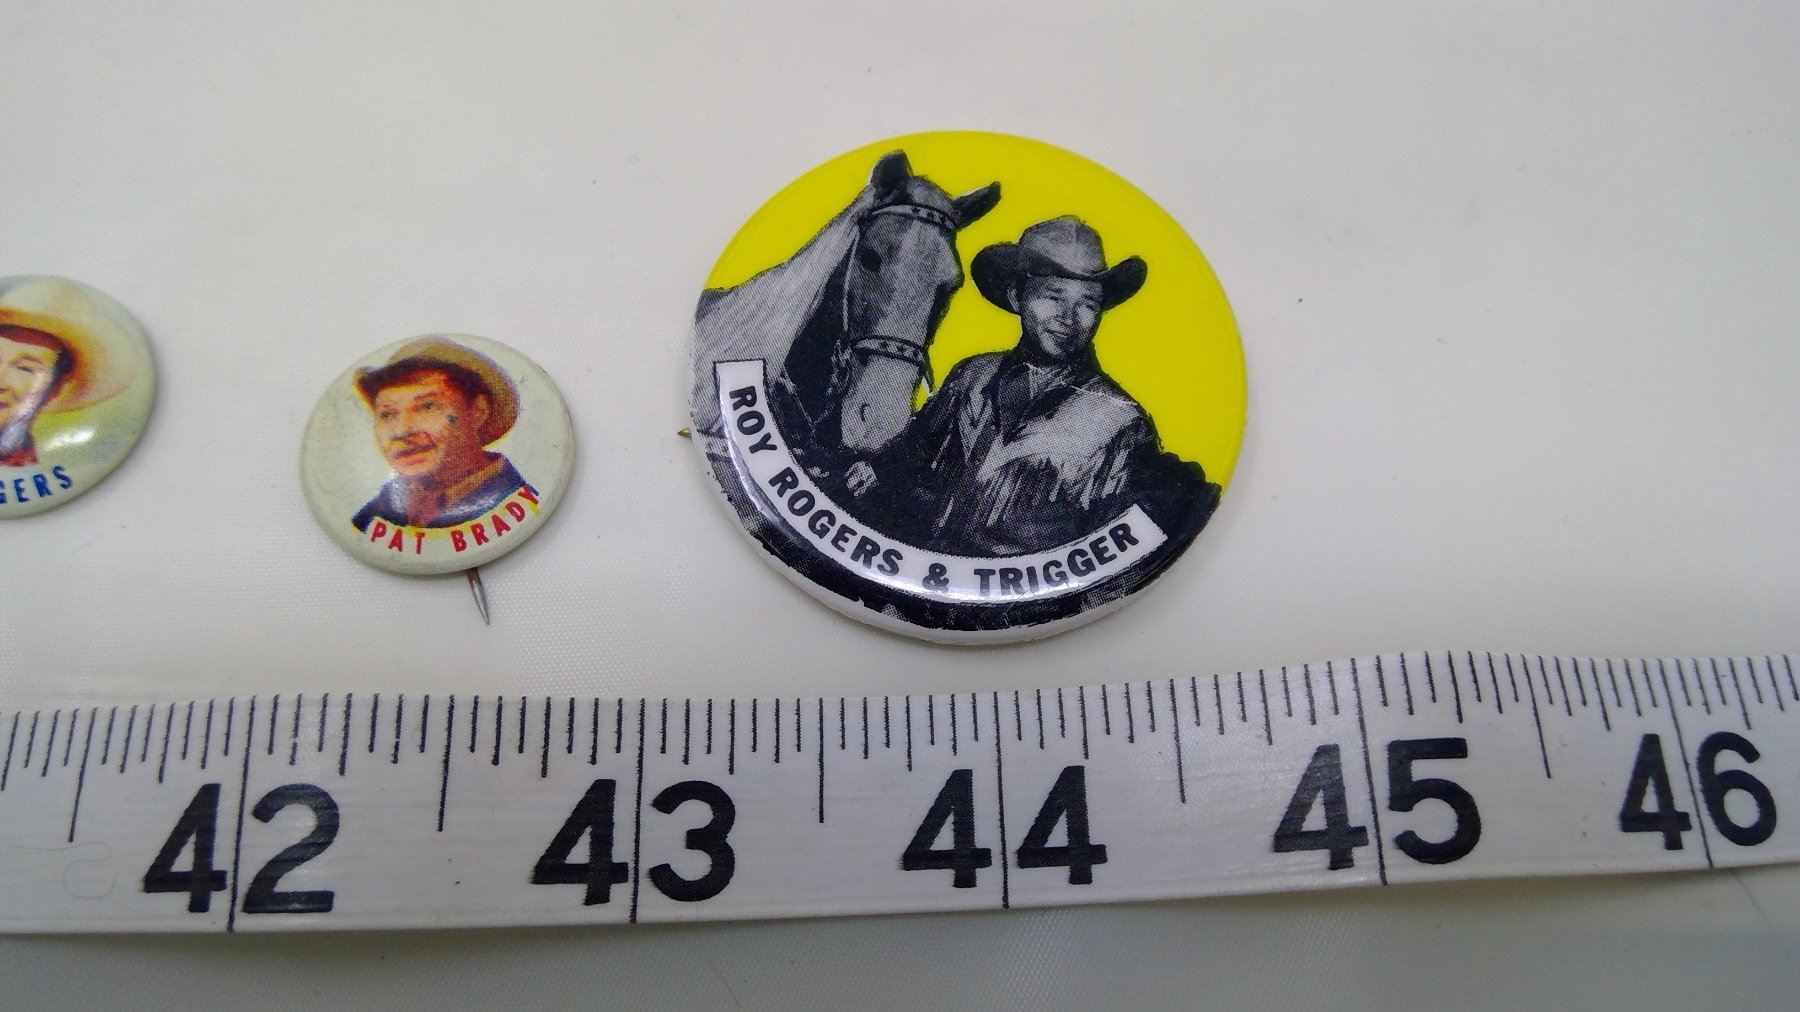 GERS
PAT BRADY
ROY ROGERS & TRIGGER
42 43 44 45 46